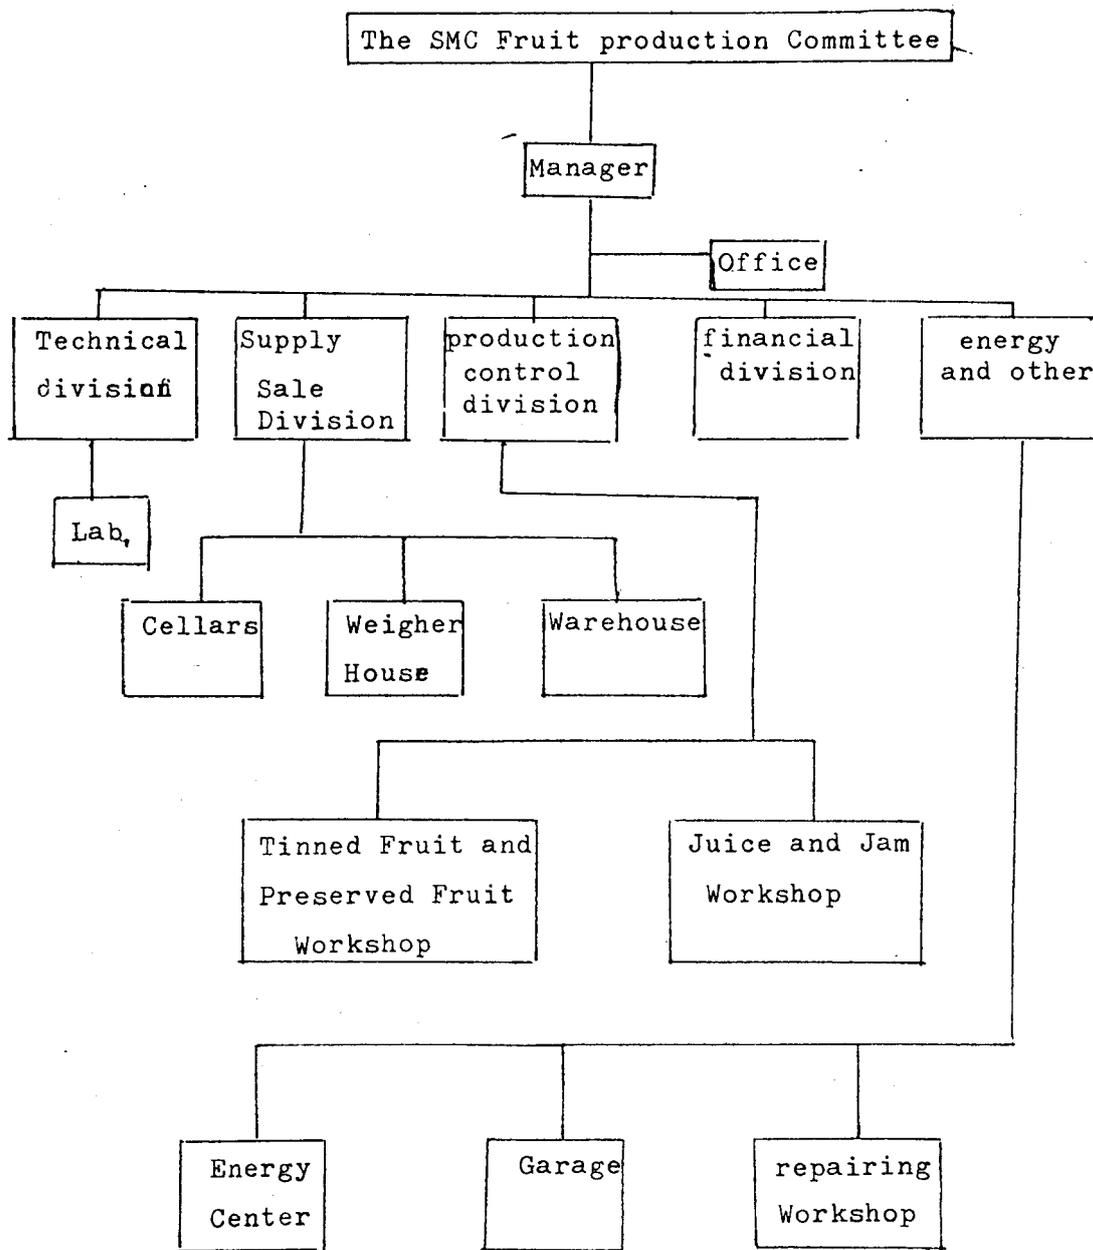 The SMC Fruit production Committee
Manager
Office
Technical
division
Supply
Sale
Division
production
control
division
financial
division
energy
and other
Lab.
Cellars
Weigher
House
Warehouse
Tinned Fruit and
Preserved Fruit
Workshop
Juice and Jam
Workshop
Energy
Center
Garage
repairing
Workshop